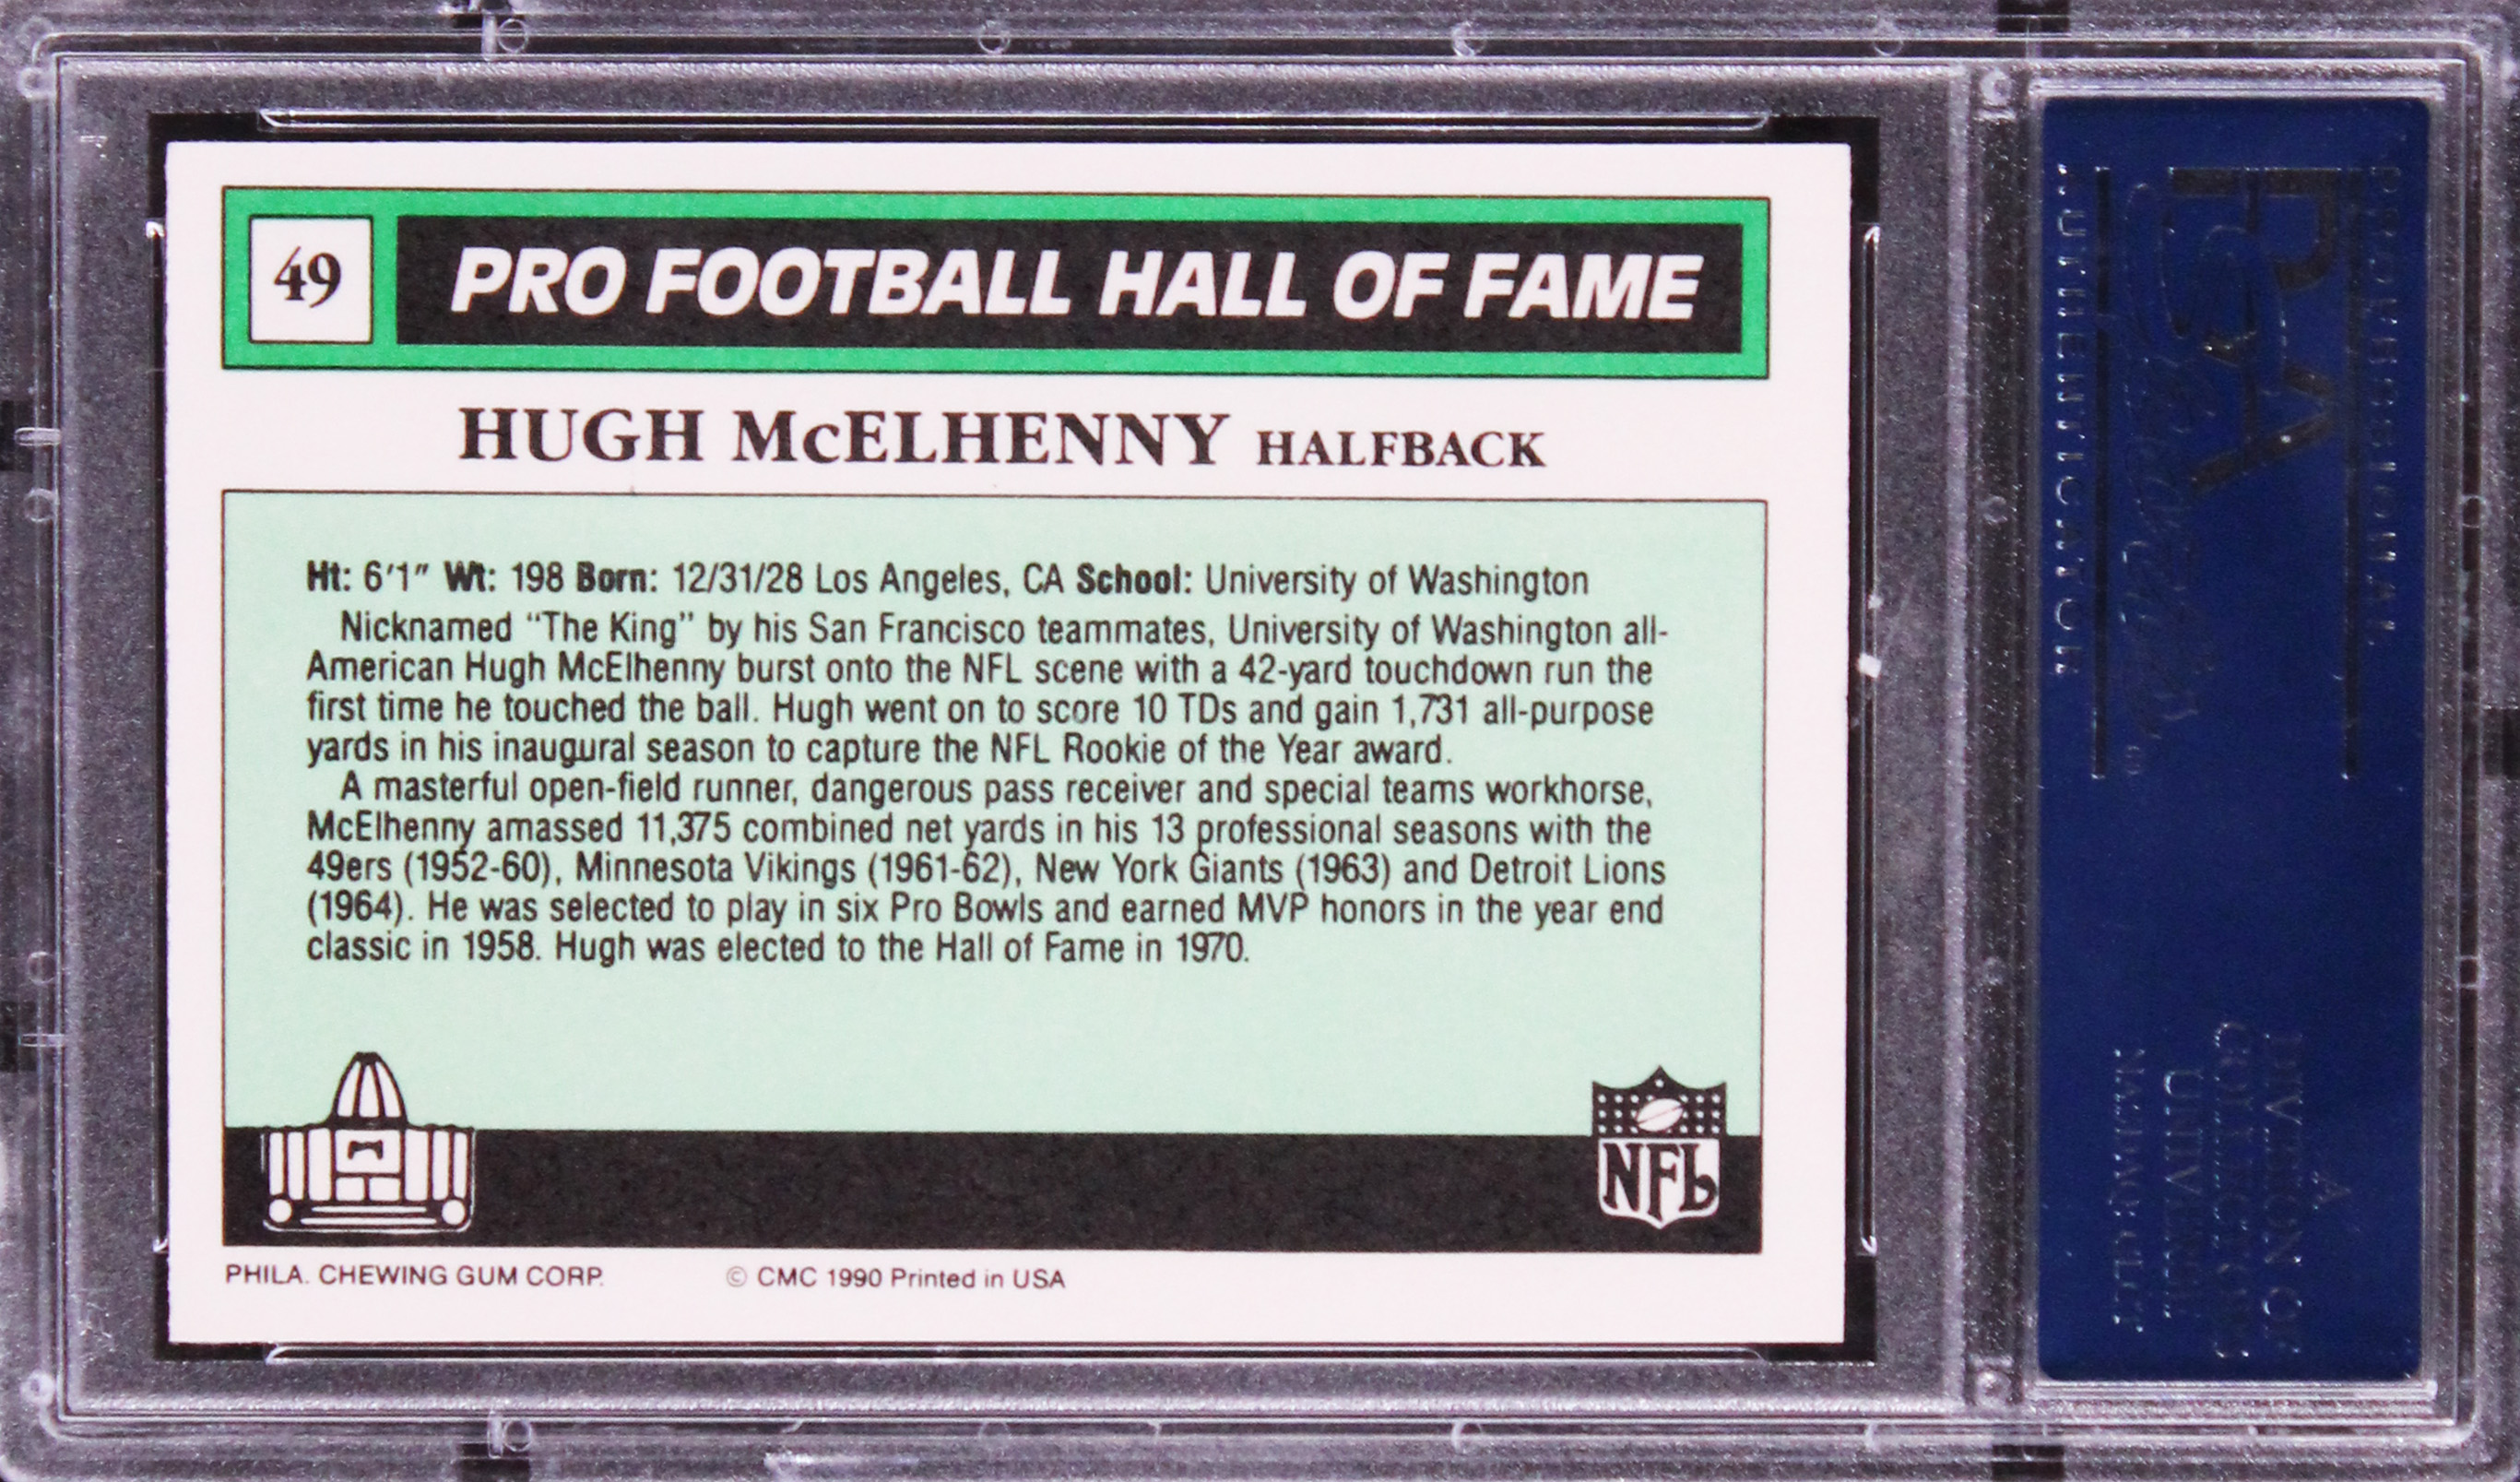 49
PRO FOOTBALL HALL OF FAME
HUGH McELHENNY HALFBACK
Ht: 6'1" Wt: 198 Born: 12/31/28 Los Angeles, CA School: University of Washington
Nicknamed “The King” by his San Francisco teammates, University of Washington all-
American Hugh McElhenny burst onto the NFL scene with a 42-yard touchdown run the
first time he touched the ball. Hugh went on to score 10 TDs and gain 1,731 all-purpose
yards in his inaugural season to capture the NFL Rookie of the Year award.
A masterful open-field runner, dangerous pass receiver and special teams workhorse,
McElhenny amassed 11,375 combined net yards in his 13 professional seasons with the
49ers (1952-60), Minnesota Vikings (1961-62), New York Giants (1963) and Detroit Lions
(1964). He was selected to play in six Pro Bowls and earned MVP honors in the year end
classic in 1958. Hugh was elected to the Hall of Fame in 1970.
NFL
PHILA. CHEWING GUM CORP. © CMC 1990 Printed in USA
PROFESSIONAL
PSA
AUTHENTICATOR
A
DIVISION OF
COLLECTORS
UNIVERSE